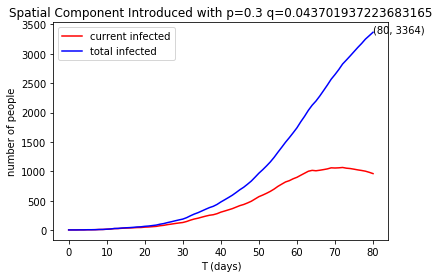 Spatial Component Introduced with p=0.3 q=0.043701937223683165
3500
3000
2500
2000
1500
1000
500
0
number of people
current infected
total infected
(80, 3364)
0 10 20 30 40 50 60 70 80
T (days)